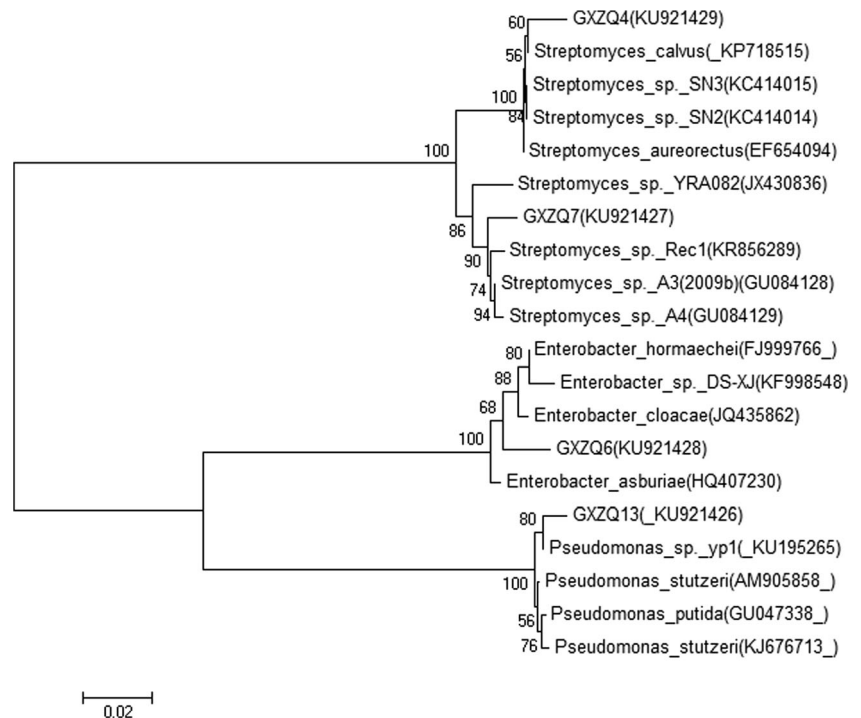 60
GXZQ4(KU921429)
56
Streptomyces_calvus(_KP718515)
Streptomyces_sp._SN3(KC414015)
100
84
Streptomyces_sp._SN2(KC414014)
Streptomyces_aureorectus(EF654094)
100
Streptomyces_sp._YRA082(JX430836)
GXZQ7(KU921427)
86
Streptomyces_sp._Rec1(KR856289)
90
Streptomyces_sp._A3(2009b)(GU084128)
74
94
Streptomyces_sp._A4(GU084129)
Enterobacter_hormaechei(FJ999766_)
80
Enterobacter_sp._DS-XJ(KF998548)
88
Enterobacter_cloacae(JQ435862)
68
GXZQ6(KU921428)
100
Enterobacter_asburiae(HQ407230)
GXZQ13(_KU921426)
80
Pseudomonas_sp._yp1(_KU195265)
100
Pseudomonas_stutzeri(AM905858_)
Pseudomonas_putida(GU047338_)
56
76
Pseudomonas_stutzeri(KJ676713_)
0.02